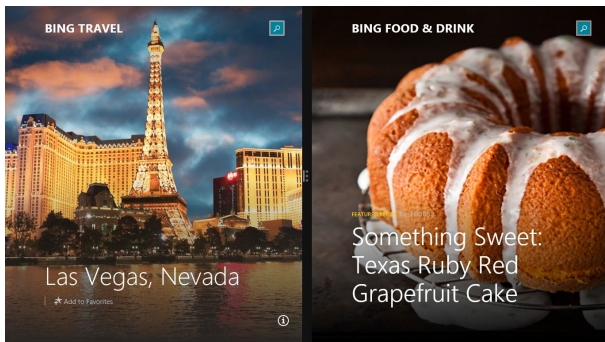 BING TRAVEL
Las Vegas, Nevada
Add to Favorites
BING FOOD & DRINK
Something Sweet:
Texas Ruby Red
Grapefruit Cake